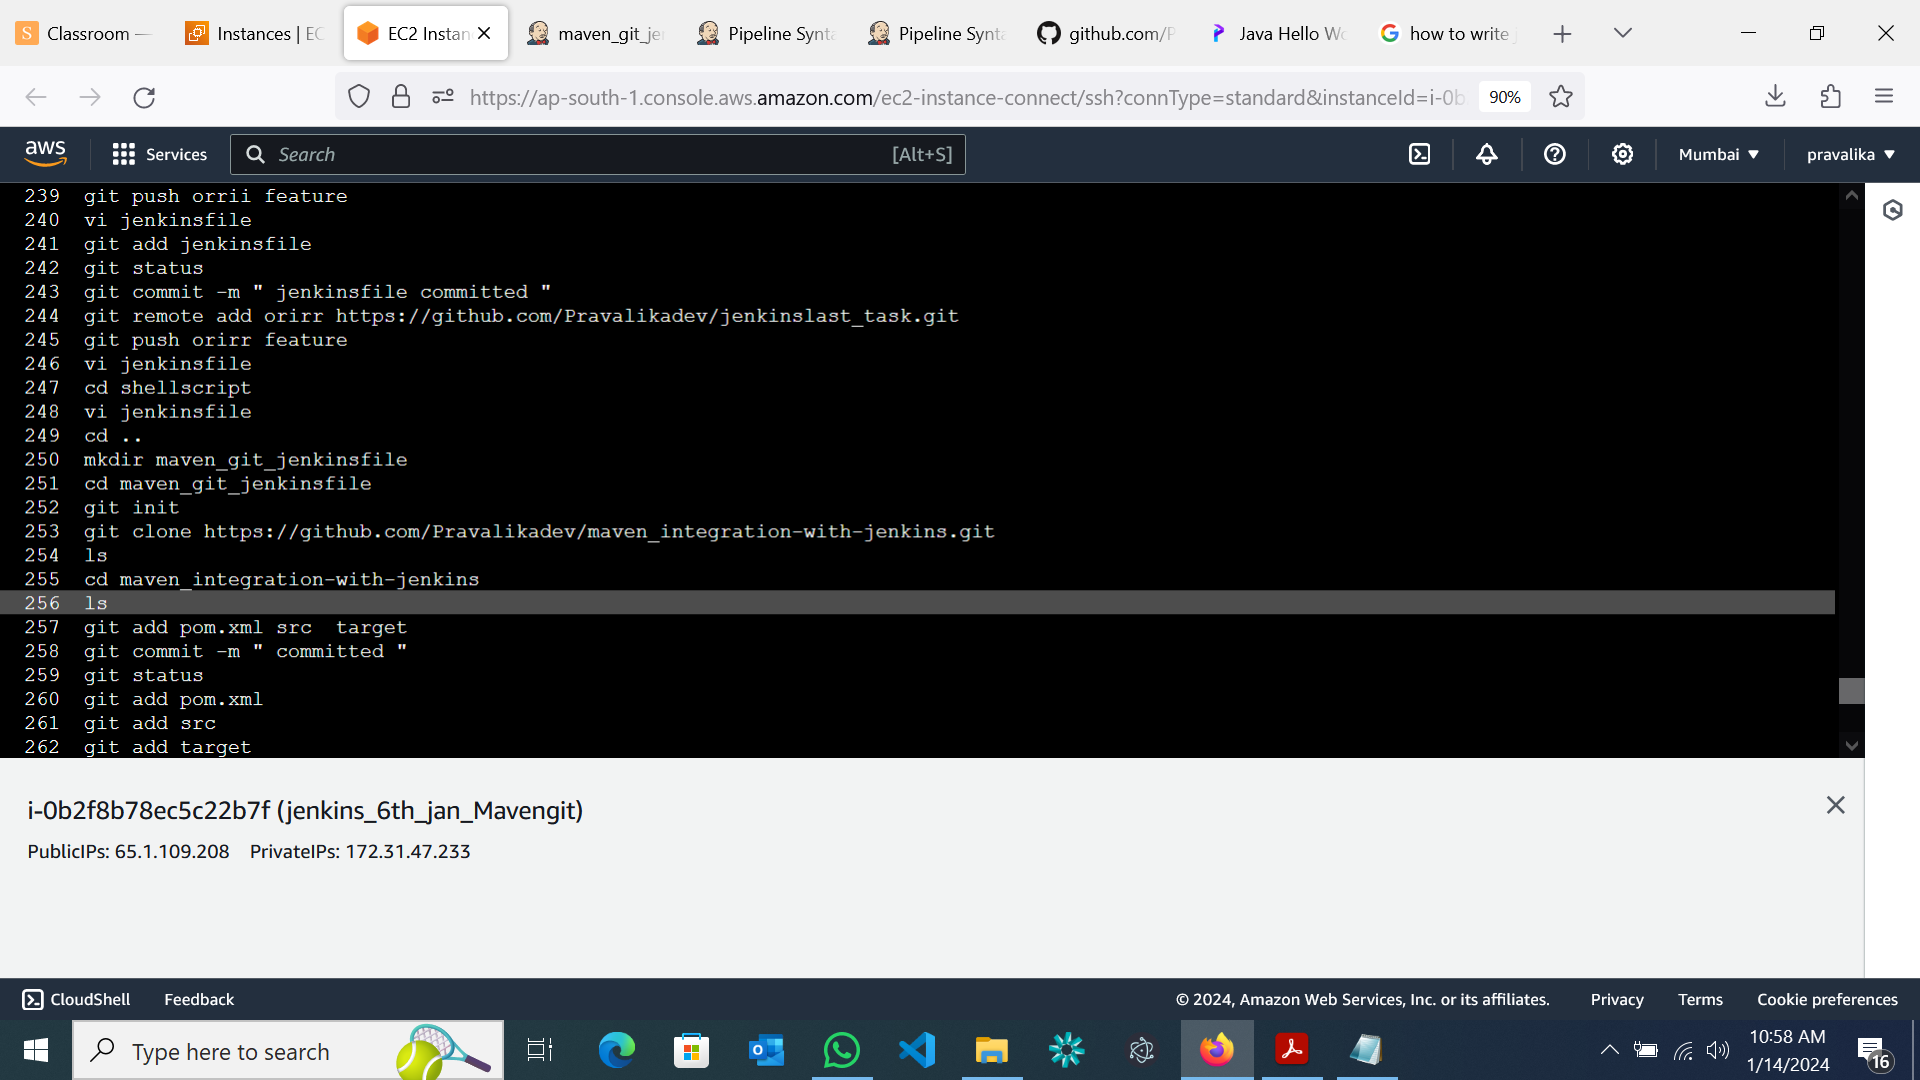 Classroom —
Instances | EC
EC2 Instan
maven_git_je
Pipeline Synta
Pipeline Synta
github.com/P
Java Hello Wo
how to write j
https://ap-south-1.console.aws.amazon.com/ec2-instance-connect/ssh?connType=standard&instanceId=i-0b
90%
aws
Services
Search
[Alt+S]
Mumbai
pravalika
239 git push orrii feature
240 vi jenkinsfile
241 git add jenkinsfile
242 git status
243 git commit -m " jenkinsfile committed "
244 git remote add orirr https://github.com/Pravalikadev/jenkinslast_task.git
245 git push orirr feature
246 vi jenkinsfile
247 cd shellscript
248 vi jenkinsfile
249 cd ..
250 mkdir maven_git_jenkinsfile
251 cd maven_git_jenkinsfile
252 git init
253 git clone https://github.com/Pravalikadev/maven_integration-with-jenkins.git
254 ls
255 cd maven_integration-with-jenkins
256 ls
257 git add pom.xml src  target
258 git commit -m " committed "
259 git status
260 git add pom.xml
261 git add src
262 git add target
i-0b2f8b78ec5c22b7f (jenkins_6th_jan_Mavengit)
PublicIPs: 65.1.109.208 PrivateIPs: 172.31.47.233
CloudShell
Feedback
© 2024, Amazon Web Services, Inc. or its affiliates.
Privacy
Terms
Cookie preferences
Type here to search
10:58 AM
1/14/2024
16